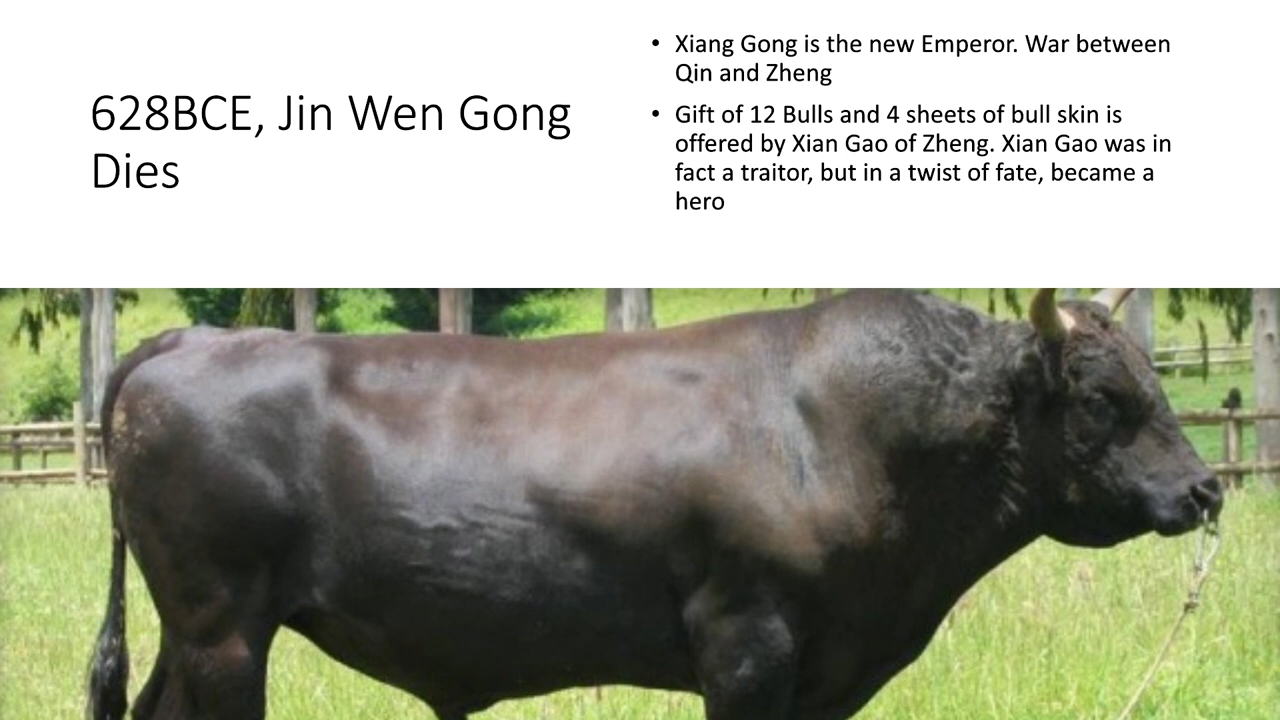 628BCE, Jin Wen Gong
Dies
• Xiang Gong is the new Emperor. War between
Qin and Zheng
• Gift of 12 Bulls and 4 sheets of bull skin is
offered by Xian Gao of Zheng. Xian Gao was in
fact a traitor, but in a twist of fate, became a
hero